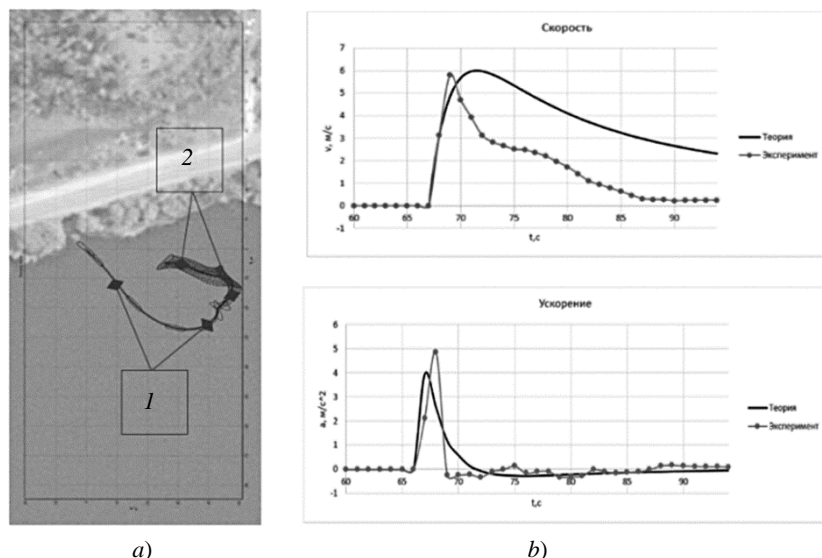 2
1
a)
Скорость
7
6
5
4
3
2
1
0
-1
v, м/с
60 65 70 75 80 85 90
t,с
Теория
Эксперимент
Ускорение
6
5
4
3
2
1
0
-1
a, м/с^2
60 65 70 75 80 85 90
t,с
Теория
Эксперимент
b)